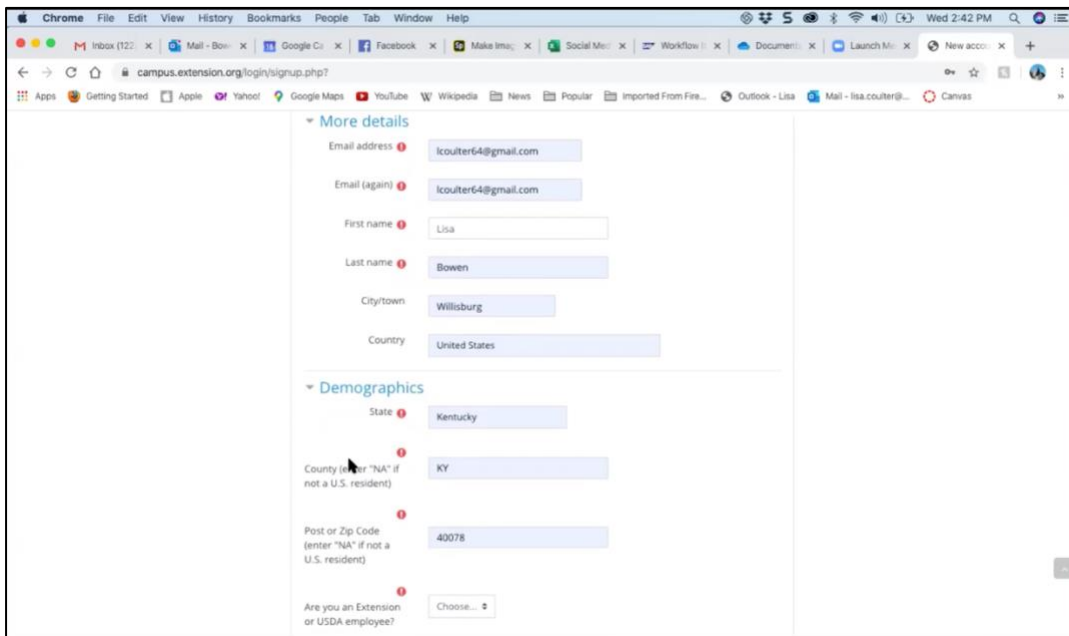 Chrome File Edit View History Bookmarks People Tab Window Help Wed 2:42 PM
Inbox (122 Mail - Bow Google Ca Facebook Make Imag Social Med Workflow Document Launch Me New accou
campus.extension.org/login/signup.php?
Apps Getting Started Apple Yahoo! Google Maps YouTube Wikipedia News Popular Imported From Fire... Outlook - Lisa Mail - lisa.coulter@... Canvas
More details
Email address lcoulter64@gmail.com
Email (again) lcoulter64@gmail.com
First name Lisa
Last name Bowen
City/town Willisburg
Country United States
Demographics
State Kentucky
County (enter "NA" if KY
not a U.S. resident)
Post or Zip Code
(enter "NA" if not a 40078
U.S. resident)
Are you an Extension Choose...
or USDA employee?